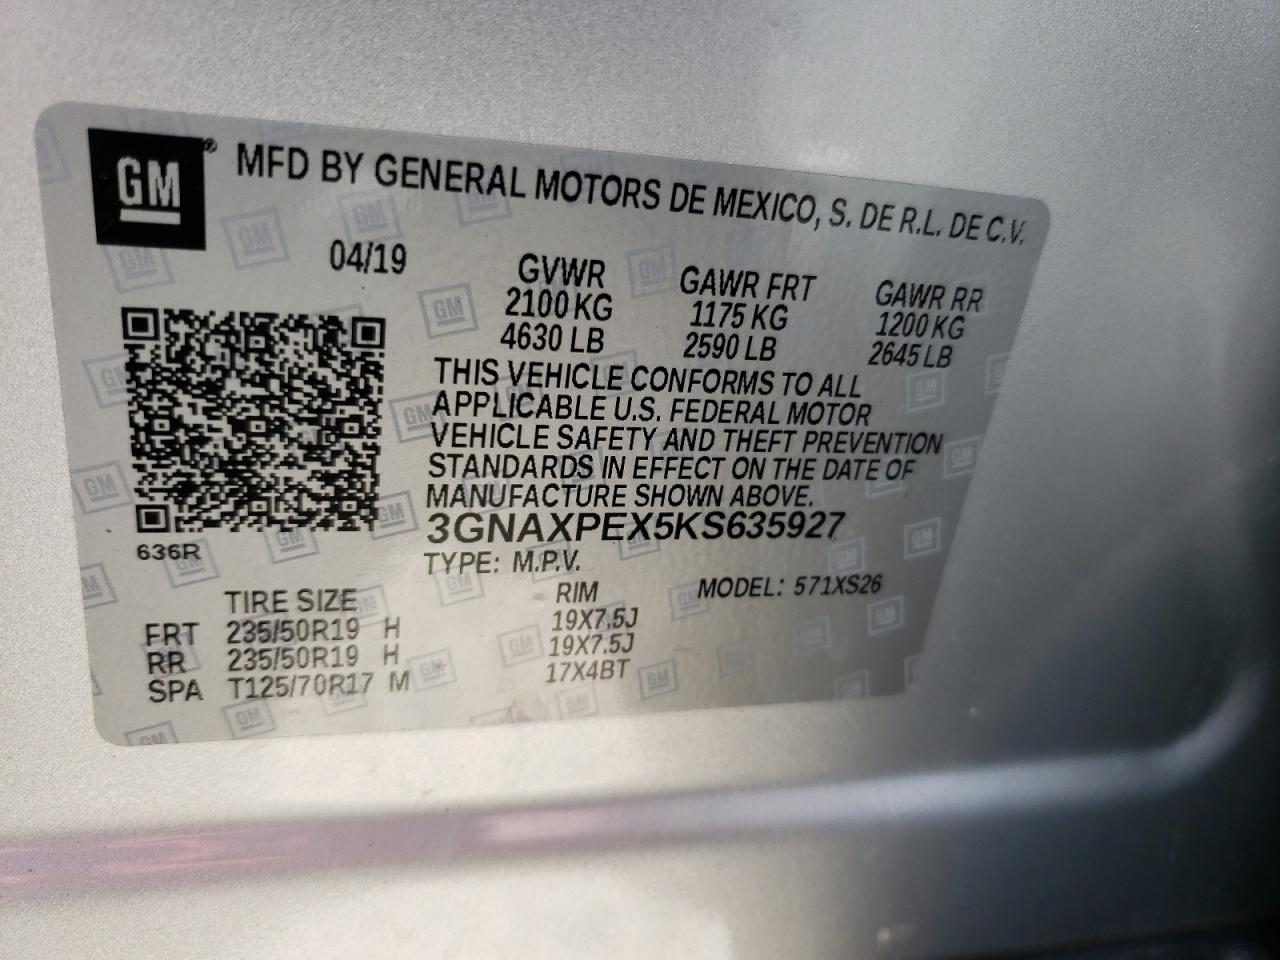 GM® MFD BY GENERAL MOTORS DE MEXICO, S. DE R.L. DE C.V.
04/19 GVWR GAWR FRT GAWR RR
2100 KG 1175 KG 1200 KG
4630 LB 2590 LB 2645 LB
THIS VEHICLE CONFORMS TO ALL
APPLICABLE U.S. FEDERAL MOTOR
VEHICLE SAFETY AND THEFT PREVENTION
STANDARDS IN EFFECT ON THE DATE OF
MANUFACTURE SHOWN ABOVE.
3GNAXPEX5KS635927
636R
TYPE: M.P.V. MODEL: 571XS26
TIRE SIZE RIM
FRT 235/50R19 H 19X7.5J
RR 235/50R19 H 19X7.5J
SPA T125/70R17 M 17X4BT